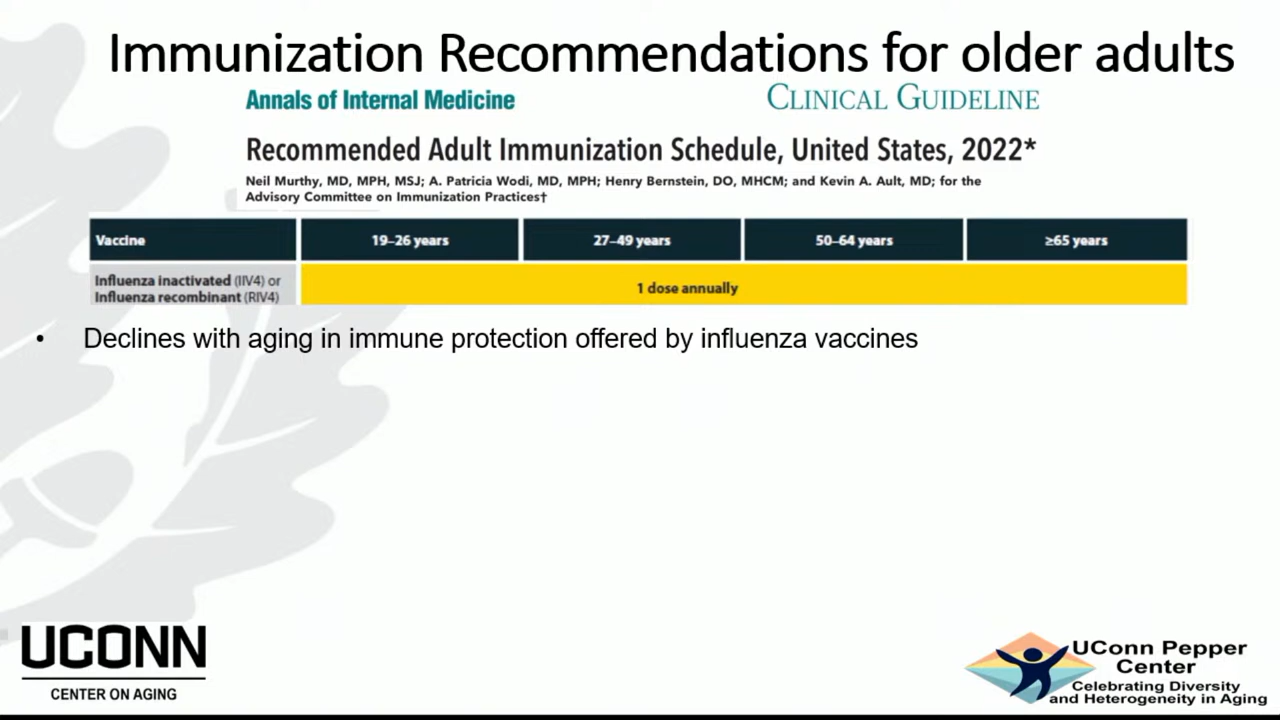 Immunization Recommendations for older adults
Annals of Internal Medicine CLINICAL GUIDELINE
Recommended Adult Immunization Schedule, United States, 2022*
Neil Murthy, MD, MPH, MSJ; A. Patricia Wodi, MD, MPH; Henry Bernstein, DO, MHCM; and Kevin A. Ault, MD; for the
Advisory Committee on Immunization Practices†
Vaccine 19–26 years 27–49 years 50–64 years ≥65 years
Influenza inactivated (IIV4) or
Influenza recombinant (RIV4)
1 dose annually
• Declines with aging in immune protection offered by influenza vaccines
UCONN
CENTER ON AGING
UConn Pepper
Center
Celebrating Diversity
and Heterogeneity in Aging